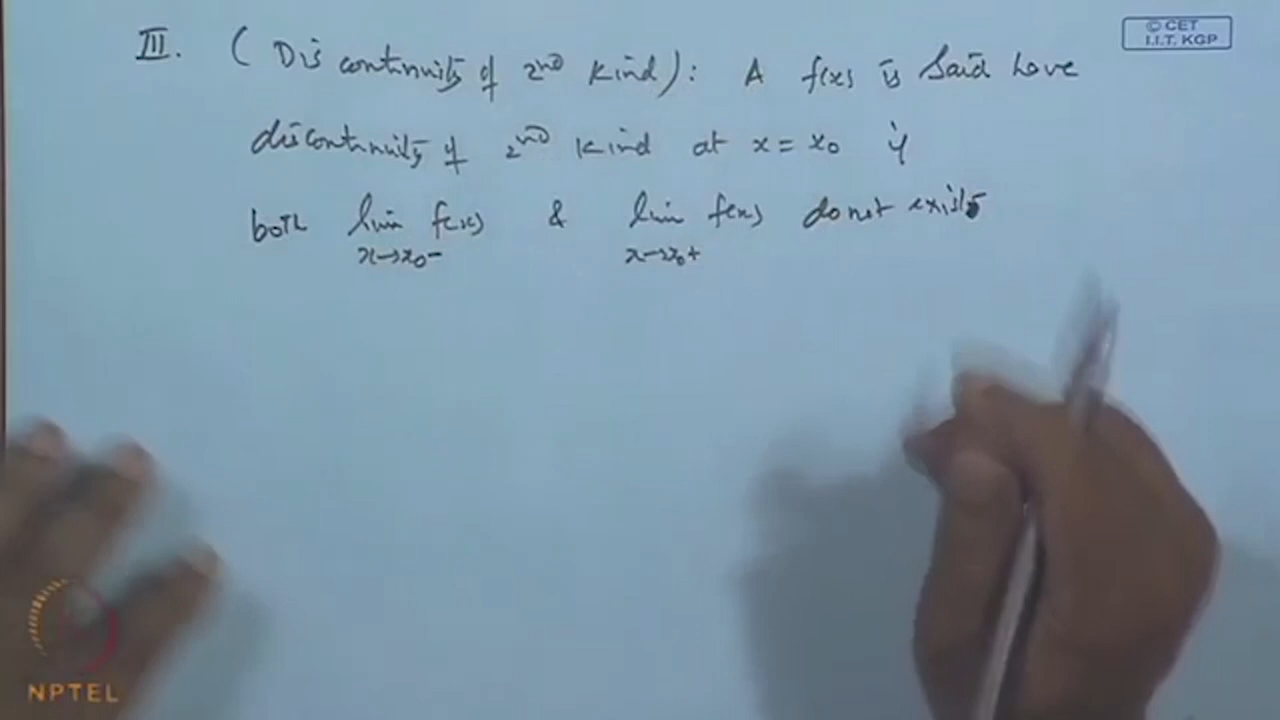 © CET
I.I.T. KGP
III. (Discontinuity of 2nd Kind): A f(x) is said have
discontinuity of 2nd Kind at x = x0 if
both lim f(x) & lim f(x) do not exists
x→x0- x→x0+
NPTEL